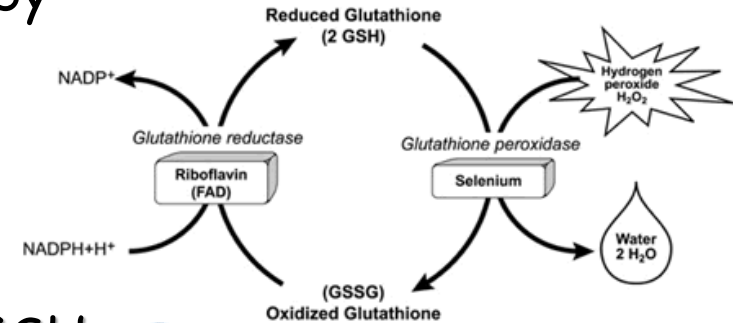 Reduced Glutathione
(2 GSH)
NADP⁺
Hydrogen
peroxide
H₂O₂
Glutathione reductase
Glutathione peroxidase
Riboflavin
(FAD)
Selenium
NADPH+H⁺
Water
2 H₂O
(GSSG)
Oxidized Glutathione